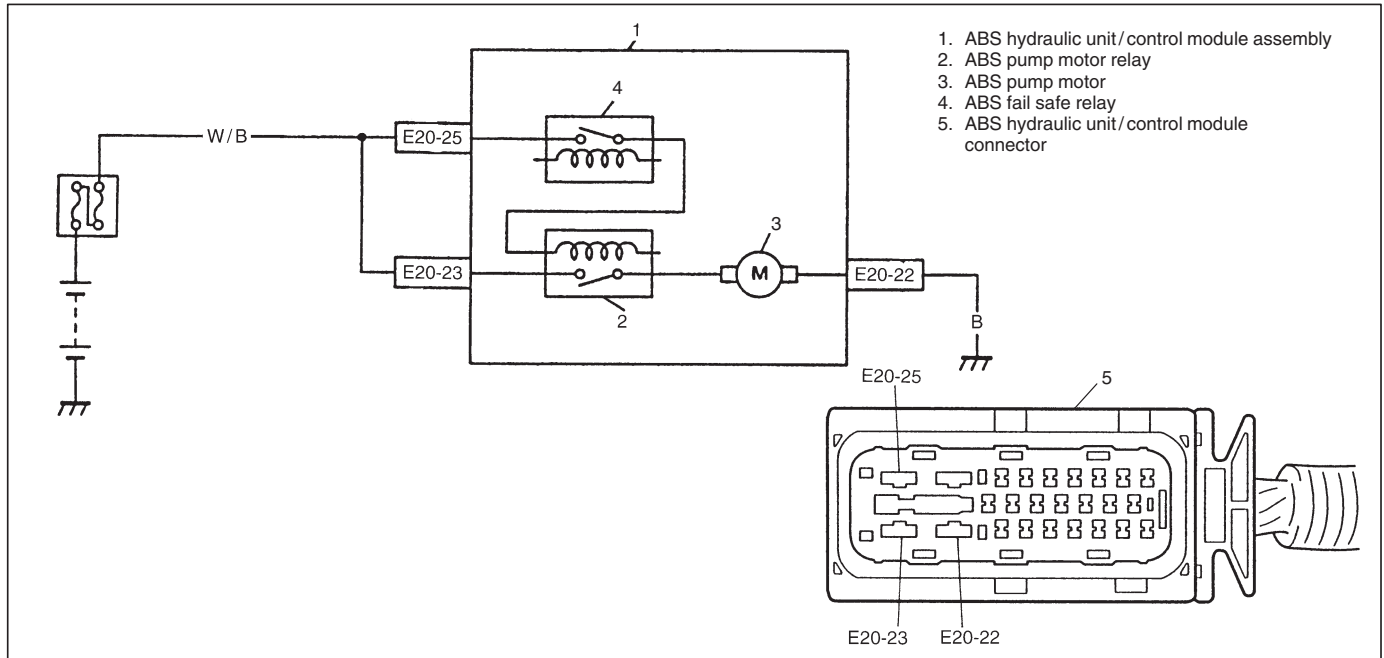 1
1. ABS hydraulic unit/control module assembly
2. ABS pump motor relay
3. ABS pump motor
4. ABS fail safe relay
5. ABS hydraulic unit/control module
connector
4
W/B
E20-25
3
E20-23
M
E20-22
2
B
E20-25
5
E20-23
E20-22